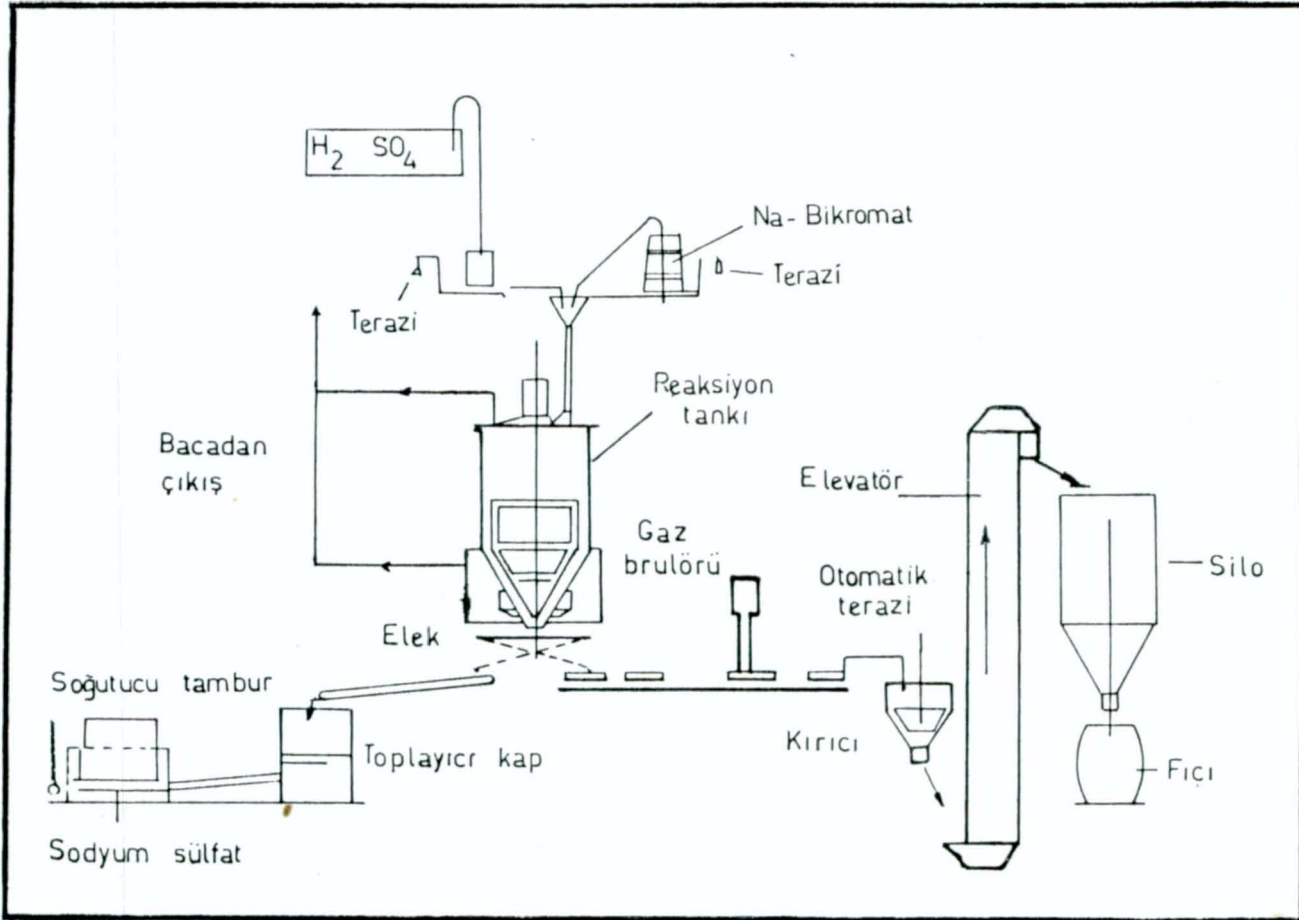 H2 SO4
Na-Bikromat
Terazi
Terazi
Reaksiyon
tankı
Bacadan
çıkış
Elevatör
Gaz
brulörü
Silo
Otomatik
terazi
Elek
Soğutucu tambur
Kırıcı
Toplayıcı kap
Fıçı
Sodyum sülfat